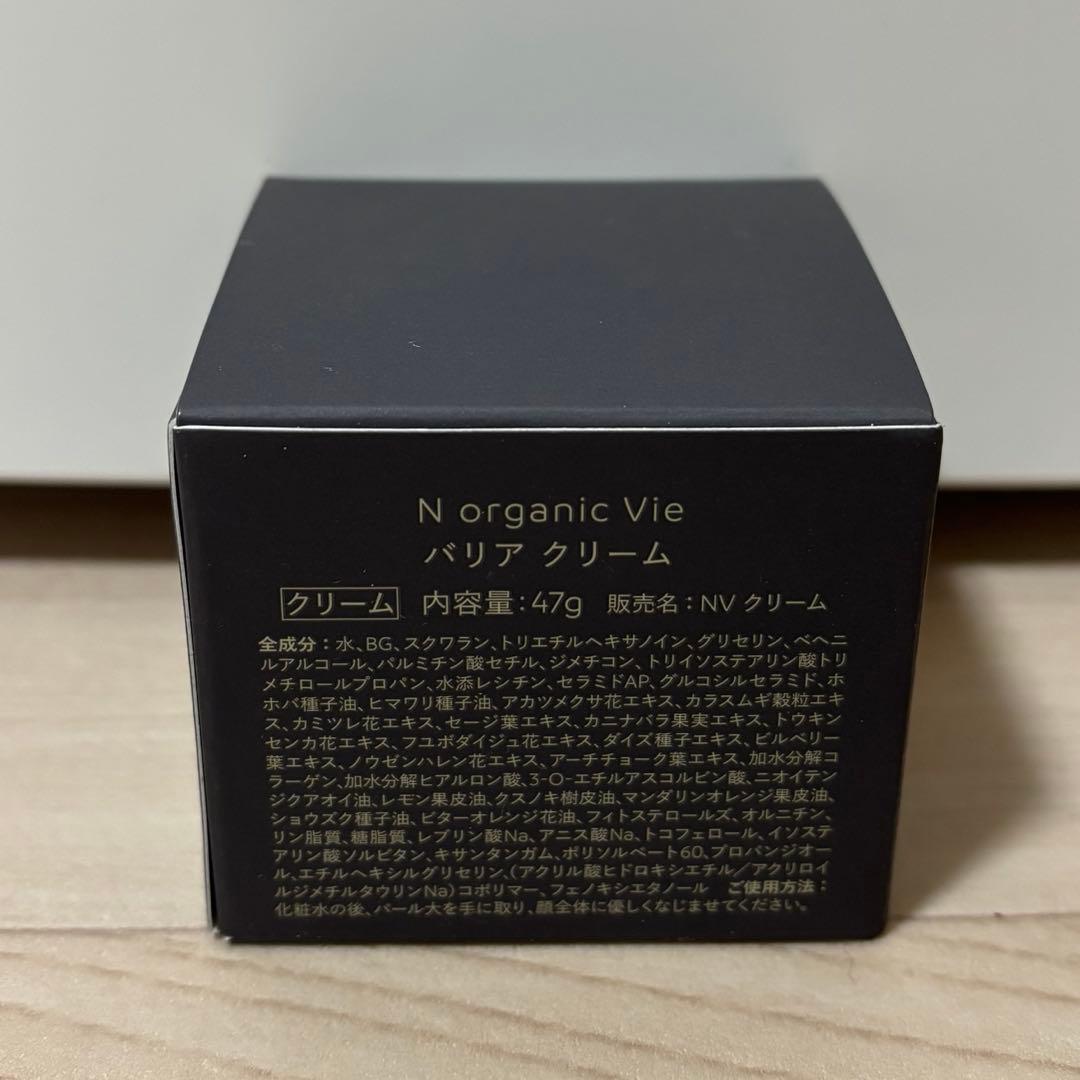 N organic Vie
バリア クリーム
クリーム 内容量：47g 販売名：NV クリーム
全成分：水、BG、スクワラン、トリエチルヘキサノイン、グリセリン、ベヘニ
ルアルコール、パルミチン酸セチル、ジメチコン、トリイソステアリン酸トリ
メチロールプロパン、水添レシチン、セラミドAP、グルコシルセラミド、ホ
ホバ種子油、ヒマワリ種子油、アカツメクサ花エキス、カラスムギ穀粒エキ
ス、カミツレ花エキス、セージ葉エキス、カニナバラ果実エキス、トウキン
センカ花エキス、フユボダイジュ花エキス、ダイズ種子エキス、ビルベリー
葉エキス、ノウゼンハレン花エキス、アーチチョーク葉エキス、加水分解コ
ラーゲン、加水分解ヒアルロン酸、3-O-エチルアスコルビン酸、ニオイテン
ジクアオイ油、レモン果皮油、クスノキ樹皮油、マンダリンオレンジ果皮油、
ショウズク種子油、ビターオレンジ花油、フィトステロールズ、オルニチン、
リン脂質、糖脂質、レブリン酸Na、アニス酸Na、トコフェロール、イソステ
アリン酸ソルビタン、キサンタンガム、ポリソルベート60、プロパンジオー
ル、エチルヘキシルグリセリン、（アクリル酸ヒドロキシエチル／アクリロイ
ルジメチルタウリンNa）コポリマー、フェノキシエタノール ご使用方法：
化粧水の後、パール大を手に取り、顔全体に優しくなじませてください。